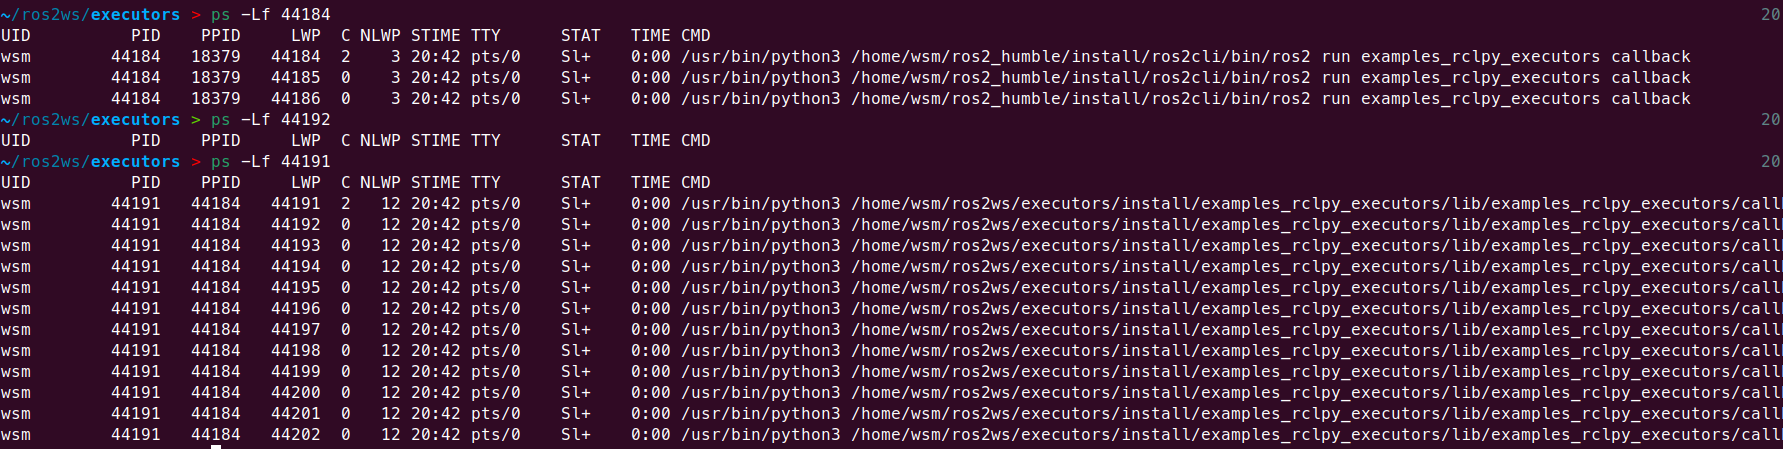 ~/ros2ws/executors > ps -Lf 44184 20
UID PID PPID LWP C NLWP STIME TTY STAT TIME CMD
wsm 44184 18379 44184 2 3 20:42 pts/0 Sl+ 0:00 /usr/bin/python3 /home/wsm/ros2_humble/install/ros2cli/bin/ros2 run examples_rclpy_executors callback
wsm 44184 18379 44185 0 3 20:42 pts/0 Sl+ 0:00 /usr/bin/python3 /home/wsm/ros2_humble/install/ros2cli/bin/ros2 run examples_rclpy_executors callback
wsm 44184 18379 44186 0 3 20:42 pts/0 Sl+ 0:00 /usr/bin/python3 /home/wsm/ros2_humble/install/ros2cli/bin/ros2 run examples_rclpy_executors callback
~/ros2ws/executors > ps -Lf 44192 20
UID PID PPID LWP C NLWP STIME TTY STAT TIME CMD
~/ros2ws/executors > ps -Lf 44191 20
UID PID PPID LWP C NLWP STIME TTY STAT TIME CMD
wsm 44191 44184 44191 2 12 20:42 pts/0 Sl+ 0:00 /usr/bin/python3 /home/wsm/ros2ws/executors/install/examples_rclpy_executors/lib/examples_rclpy_executors/call
wsm 44191 44184 44192 0 12 20:42 pts/0 Sl+ 0:00 /usr/bin/python3 /home/wsm/ros2ws/executors/install/examples_rclpy_executors/lib/examples_rclpy_executors/call
wsm 44191 44184 44193 0 12 20:42 pts/0 Sl+ 0:00 /usr/bin/python3 /home/wsm/ros2ws/executors/install/examples_rclpy_executors/lib/examples_rclpy_executors/call
wsm 44191 44184 44194 0 12 20:42 pts/0 Sl+ 0:00 /usr/bin/python3 /home/wsm/ros2ws/executors/install/examples_rclpy_executors/lib/examples_rclpy_executors/call
wsm 44191 44184 44195 0 12 20:42 pts/0 Sl+ 0:00 /usr/bin/python3 /home/wsm/ros2ws/executors/install/examples_rclpy_executors/lib/examples_rclpy_executors/call
wsm 44191 44184 44196 0 12 20:42 pts/0 Sl+ 0:00 /usr/bin/python3 /home/wsm/ros2ws/executors/install/examples_rclpy_executors/lib/examples_rclpy_executors/call
wsm 44191 44184 44197 0 12 20:42 pts/0 Sl+ 0:00 /usr/bin/python3 /home/wsm/ros2ws/executors/install/examples_rclpy_executors/lib/examples_rclpy_executors/call
wsm 44191 44184 44198 0 12 20:42 pts/0 Sl+ 0:00 /usr/bin/python3 /home/wsm/ros2ws/executors/install/examples_rclpy_executors/lib/examples_rclpy_executors/call
wsm 44191 44184 44199 0 12 20:42 pts/0 Sl+ 0:00 /usr/bin/python3 /home/wsm/ros2ws/executors/install/examples_rclpy_executors/lib/examples_rclpy_executors/call
wsm 44191 44184 44200 0 12 20:42 pts/0 Sl+ 0:00 /usr/bin/python3 /home/wsm/ros2ws/executors/install/examples_rclpy_executors/lib/examples_rclpy_executors/call
wsm 44191 44184 44201 0 12 20:42 pts/0 Sl+ 0:00 /usr/bin/python3 /home/wsm/ros2ws/executors/install/examples_rclpy_executors/lib/examples_rclpy_executors/call
wsm 44191 44184 44202 0 12 20:42 pts/0 Sl+ 0:00 /usr/bin/python3 /home/wsm/ros2ws/executors/install/examples_rclpy_executors/lib/examples_rclpy_executors/call